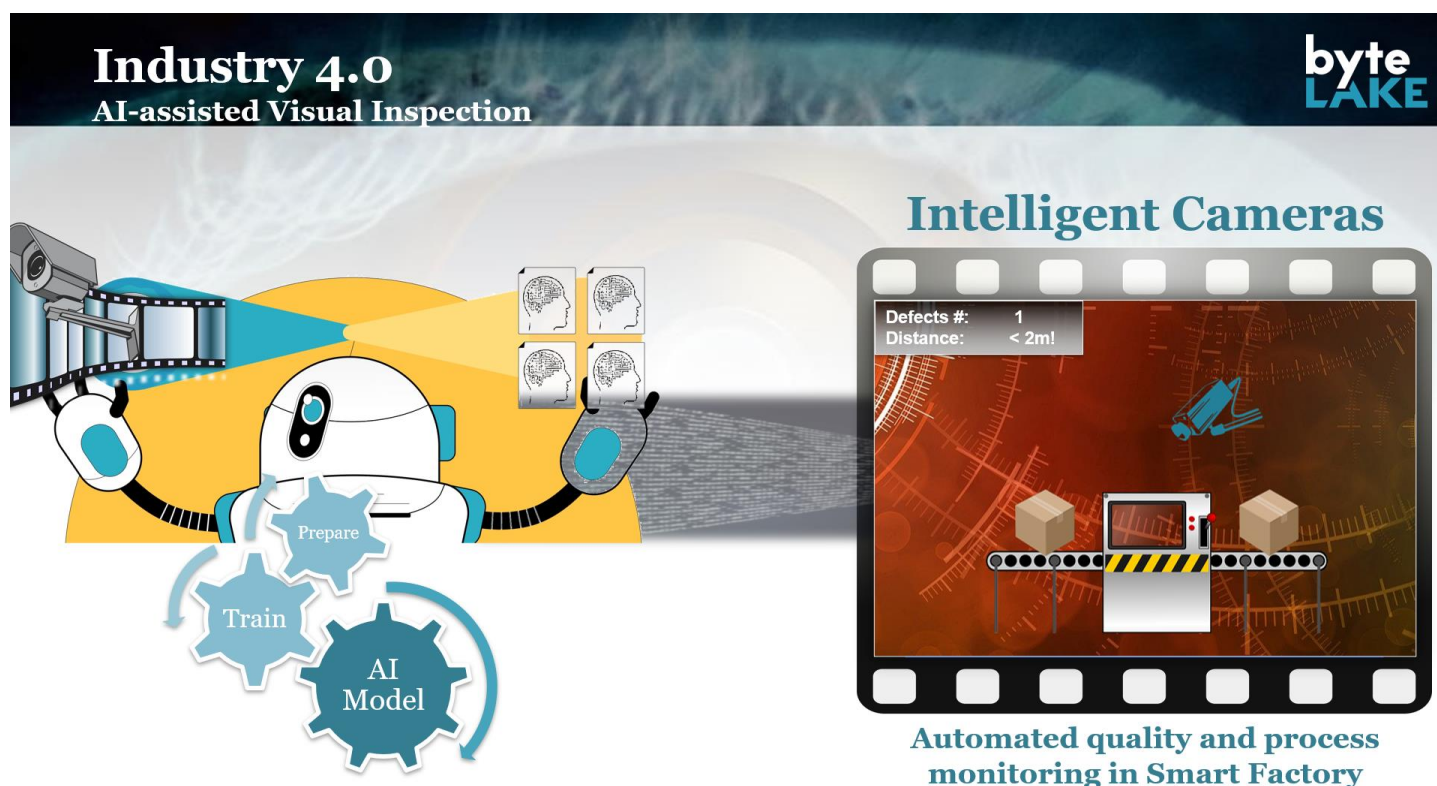 Industry 4.0
AI-assisted Visual Inspection
byte
LAKE
Intelligent Cameras
Defects #: 1
Distance: < 2m!
Prepare
Train
AI
Model
Automated quality and process
monitoring in Smart Factory